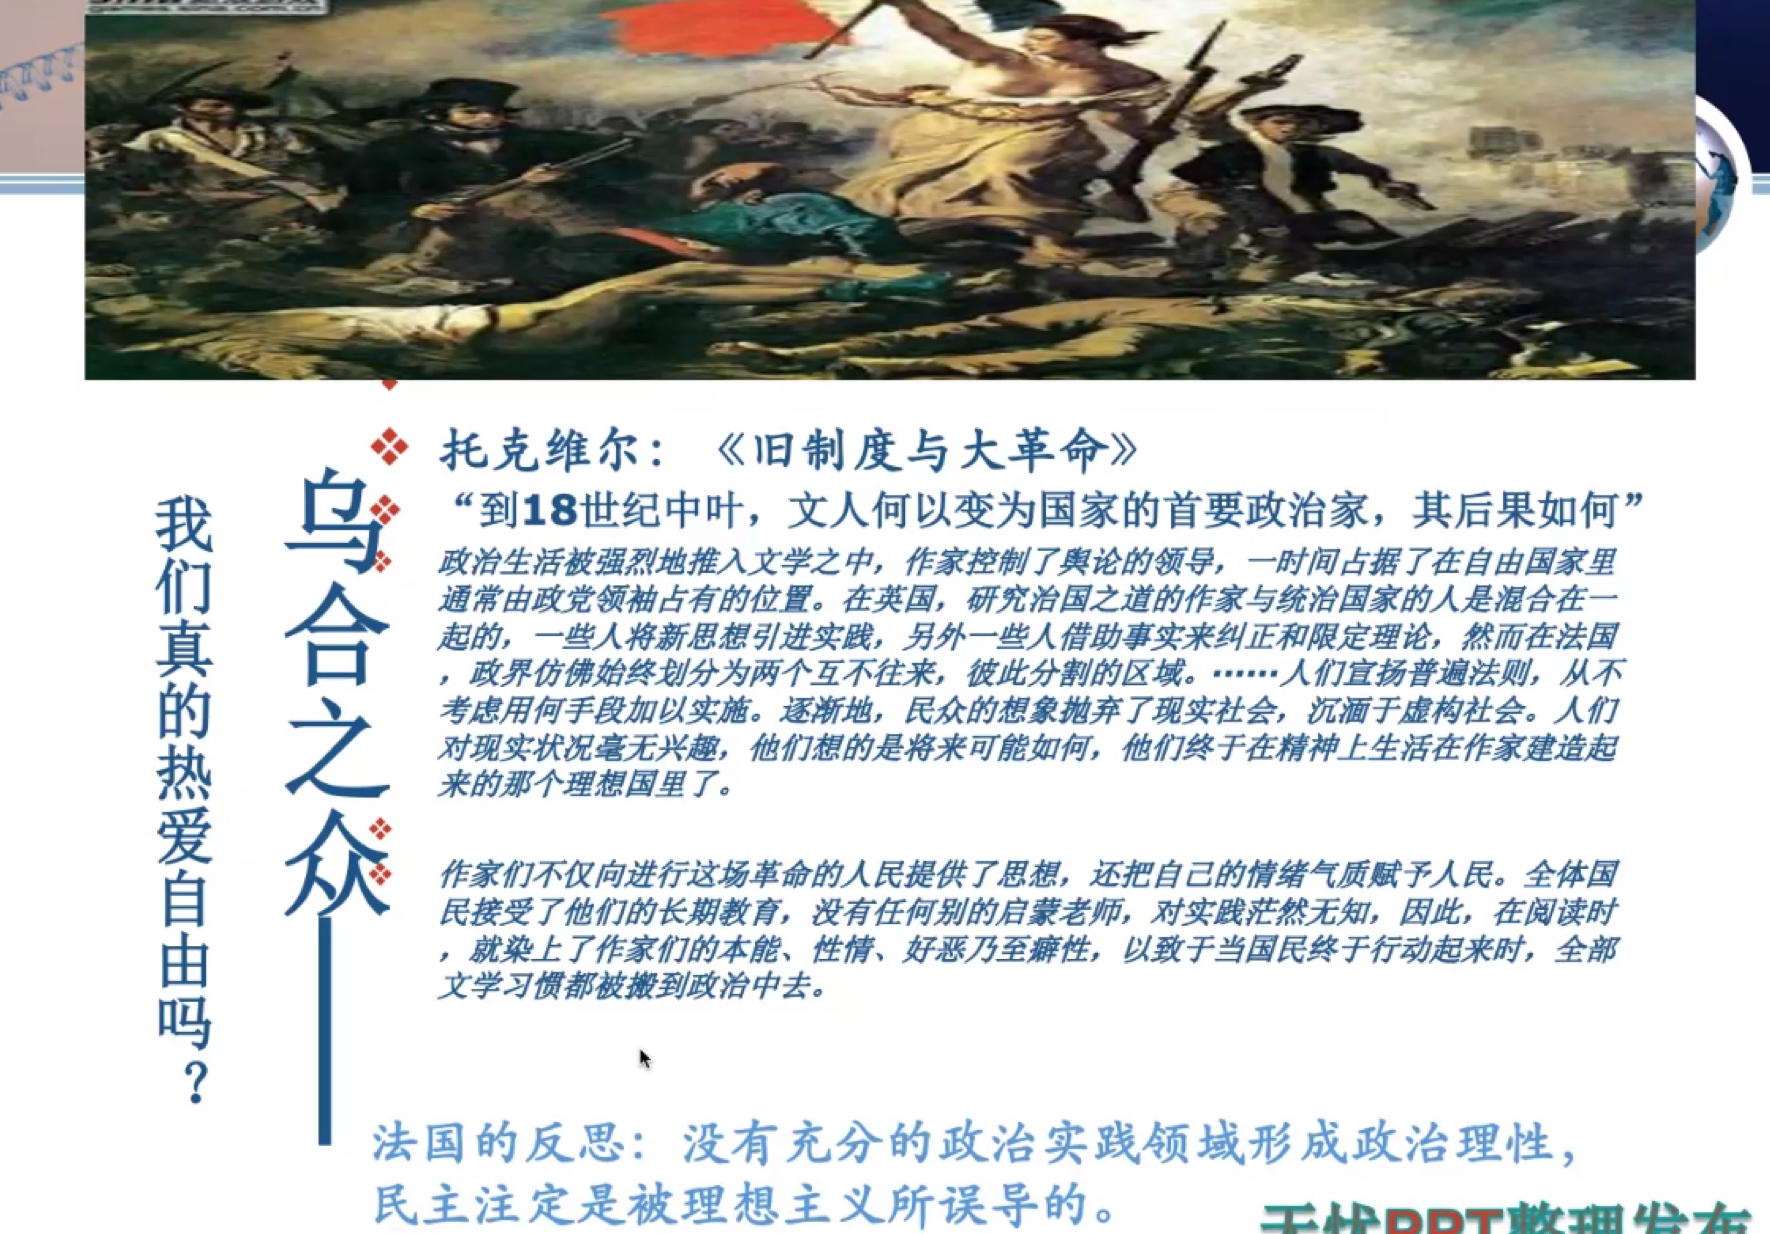 我们真的热爱自由吗？
乌合之众——
托克维尔：《旧制度与大革命》
“到18世纪中叶，文人何以变为国家的首要政治家，其后果如何”
政治生活被强烈地推入文学之中，作家控制了舆论的领导，一时间占据了在自由国家里
通常由政党领袖占有的位置。在英国，研究治国之道的作家与统治国家的人是混合在一
起的，一些人将新思想引进实践，另外一些人借助事实来纠正和限定理论，然而在法国
，政界仿佛始终划分为两个互不往来，彼此分割的区域。……人们宣扬普遍法则，从不
考虑用何手段加以实施。逐渐地，民众的想象抛弃了现实社会，沉湎于虚构社会。人们
对现实状况毫无兴趣，他们想的是将来可能如何，他们终于在精神上生活在作家建造起
来的那个理想国里了。
作家们不仅向进行这场革命的人民提供了思想，还把自己的情绪气质赋予人民。全体国
民接受了他们的长期教育，没有任何别的启蒙老师，对实践茫然无知，因此，在阅读时
，就染上了作家们的本能、性情、好恶乃至癖性，以致于当国民终于行动起来时，全部
文学习惯都被搬到政治中去。
法国的反思：没有充分的政治实践领域形成政治理性，
民主注定是被理想主义所误导的。
无忧PPT整理发布